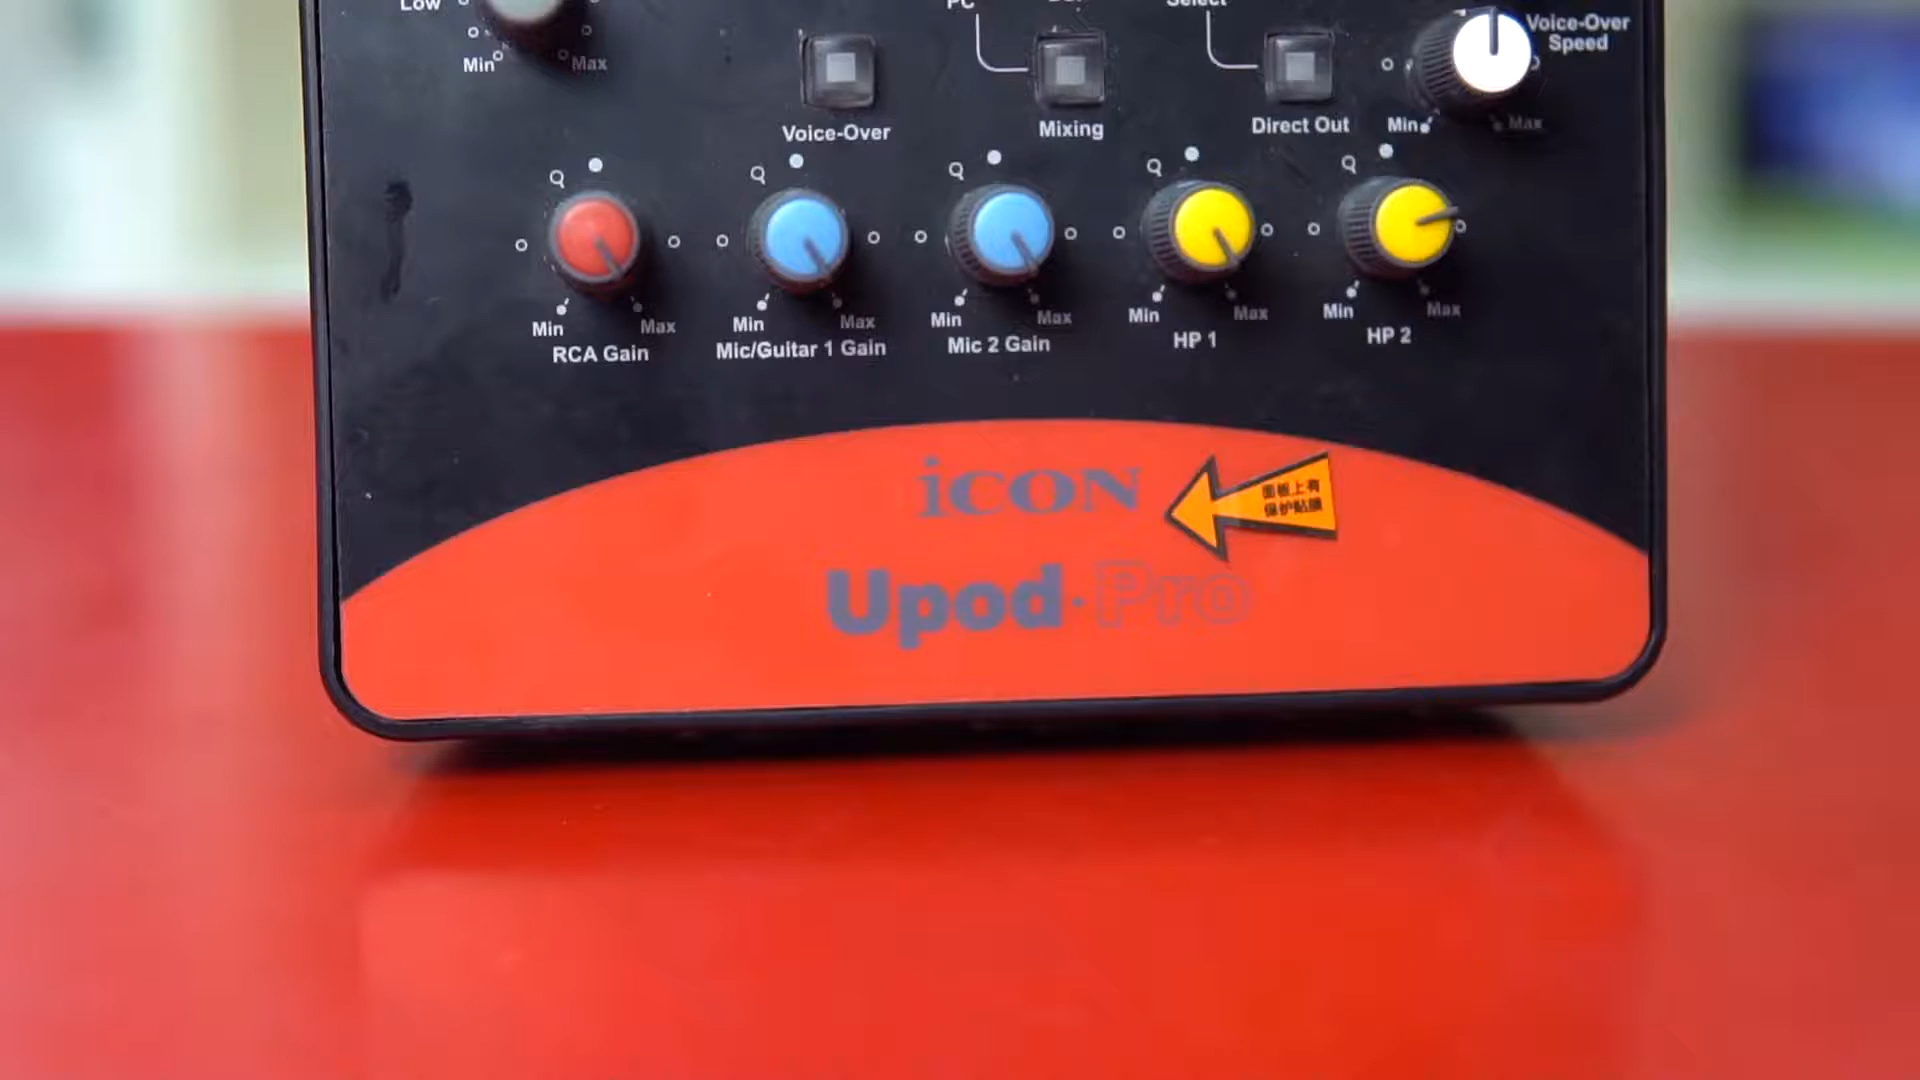 Low
PC
Select
Min Max
Voice-Over
Speed
Voice-Over
Mixing
Direct Out
Min Max
Min Max
RCA Gain
Min Max
Mic/Guitar 1 Gain
Min Max
Mic 2 Gain
Min Max
HP 1
Min Max
HP 2
iCON
面板上有
保护贴膜
Upod·Pro